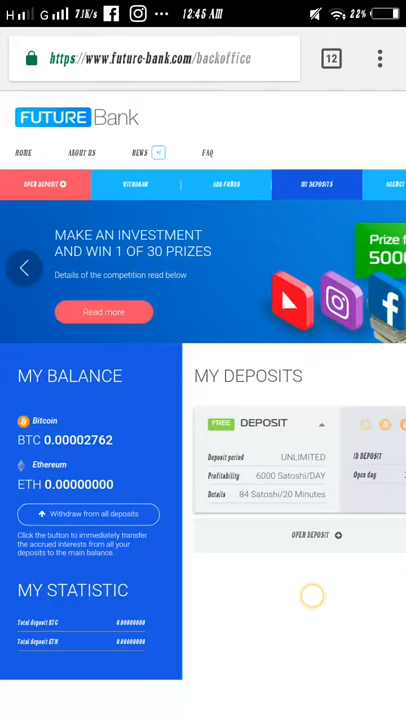 H G 7.1K/s 12:45 AM 22%
https://www.future-bank.com/backoffice 12
FUTURE Bank
HOME ABOUT US NEWS +1 FAQ
OPEN DEPOSIT WITHDRAW ADD FUNDS MY DEPOSITS AGENCY
MAKE AN INVESTMENT
AND WIN 1 OF 30 PRIZES
Details of the competition read below
Read more
Prize f
5000
MY BALANCE
Bitcoin
BTC 0.00002762
Ethereum
ETH 0.00000000
Withdraw from all deposits
Click the button to immediately transfer
the accrued interests from all your
deposits to the main balance.
MY STATISTIC
Total deposit BTC 0.00000000
Total deposit ETH 0.00000000
MY DEPOSITS
FREE DEPOSIT
Deposit period UNLIMITED
Profitability 6000 Satoshi/DAY
Details 84 Satoshi/20 Minutes
ID DEPOSIT
Open day
OPEN DEPOSIT